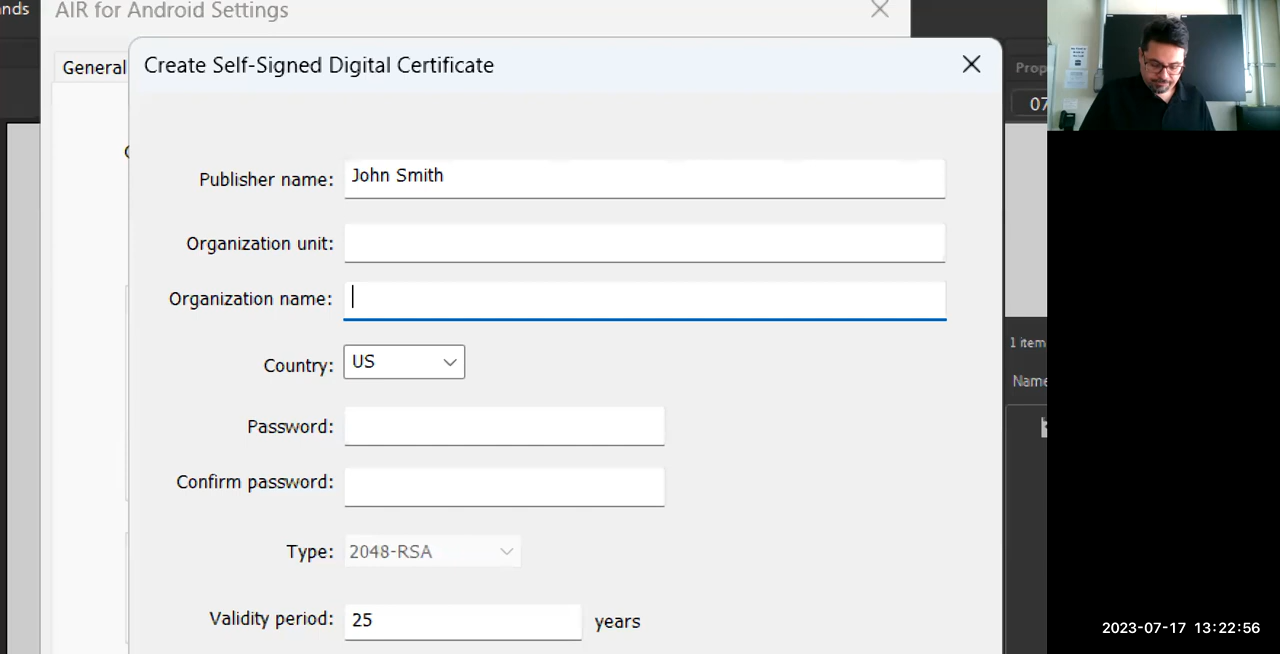 ands
AIR for Android Settings
General
Create Self-Signed Digital Certificate
Prop
07
Publisher name: John Smith
Organization unit:
Organization name:
Country: US
1 item
Name
Password:
Confirm password:
Type: 2048-RSA
Validity period: 25 years
2023-07-17 13:22:56